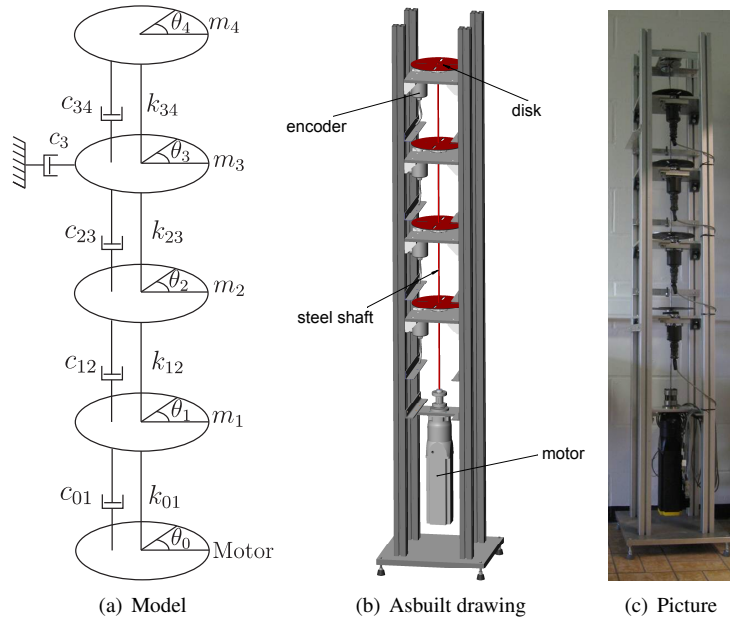 θ₄ m₄
c₃₄ k₃₄
c₃ θ₃ m₃
c₂₃ k₂₃
θ₂ m₂
c₁₂ k₁₂
θ₁ m₁
c₀₁ k₀₁
θ₀ Motor
(a) Model
encoder
disk
steel shaft
motor
(b) Asbuilt drawing
(c) Picture